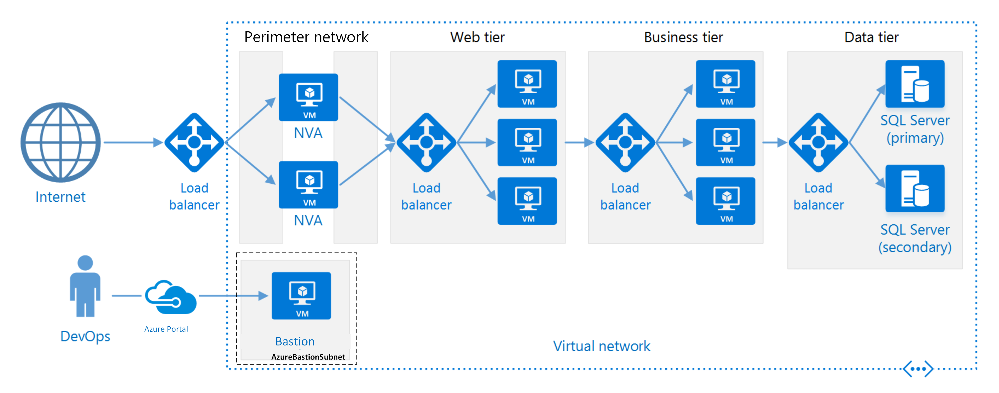 Perimeter network
Web tier
Business tier
Data tier
VM
NVA
VM
NVA
VM
VM
VM
VM
VM
VM
SQL Server
(primary)
SQL Server
(secondary)
Internet
Load
balancer
Load
balancer
Load
balancer
Load
balancer
DevOps
Azure Portal
VM
Bastion
AzureBastionSubnet
Virtual network